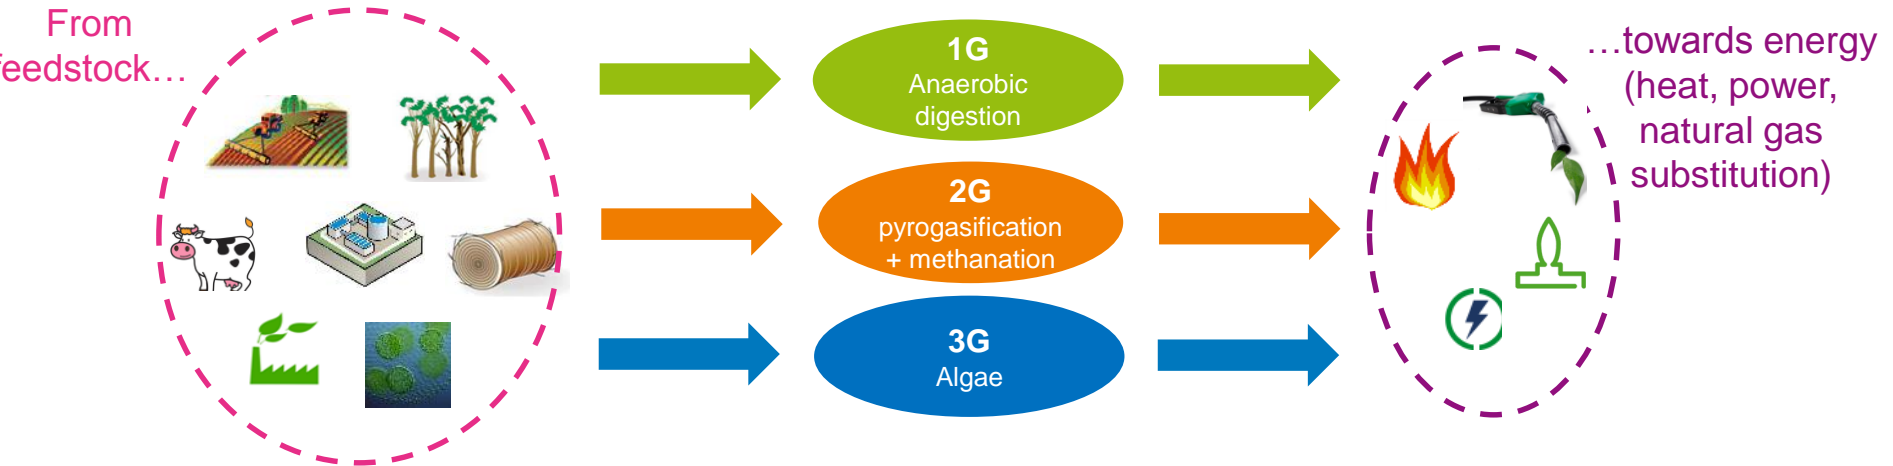 From
feedstock…
1G
Anaerobic
digestion
2G
pyrogasification
+ methanation
3G
Algae
…towards energy
(heat, power,
natural gas
substitution)